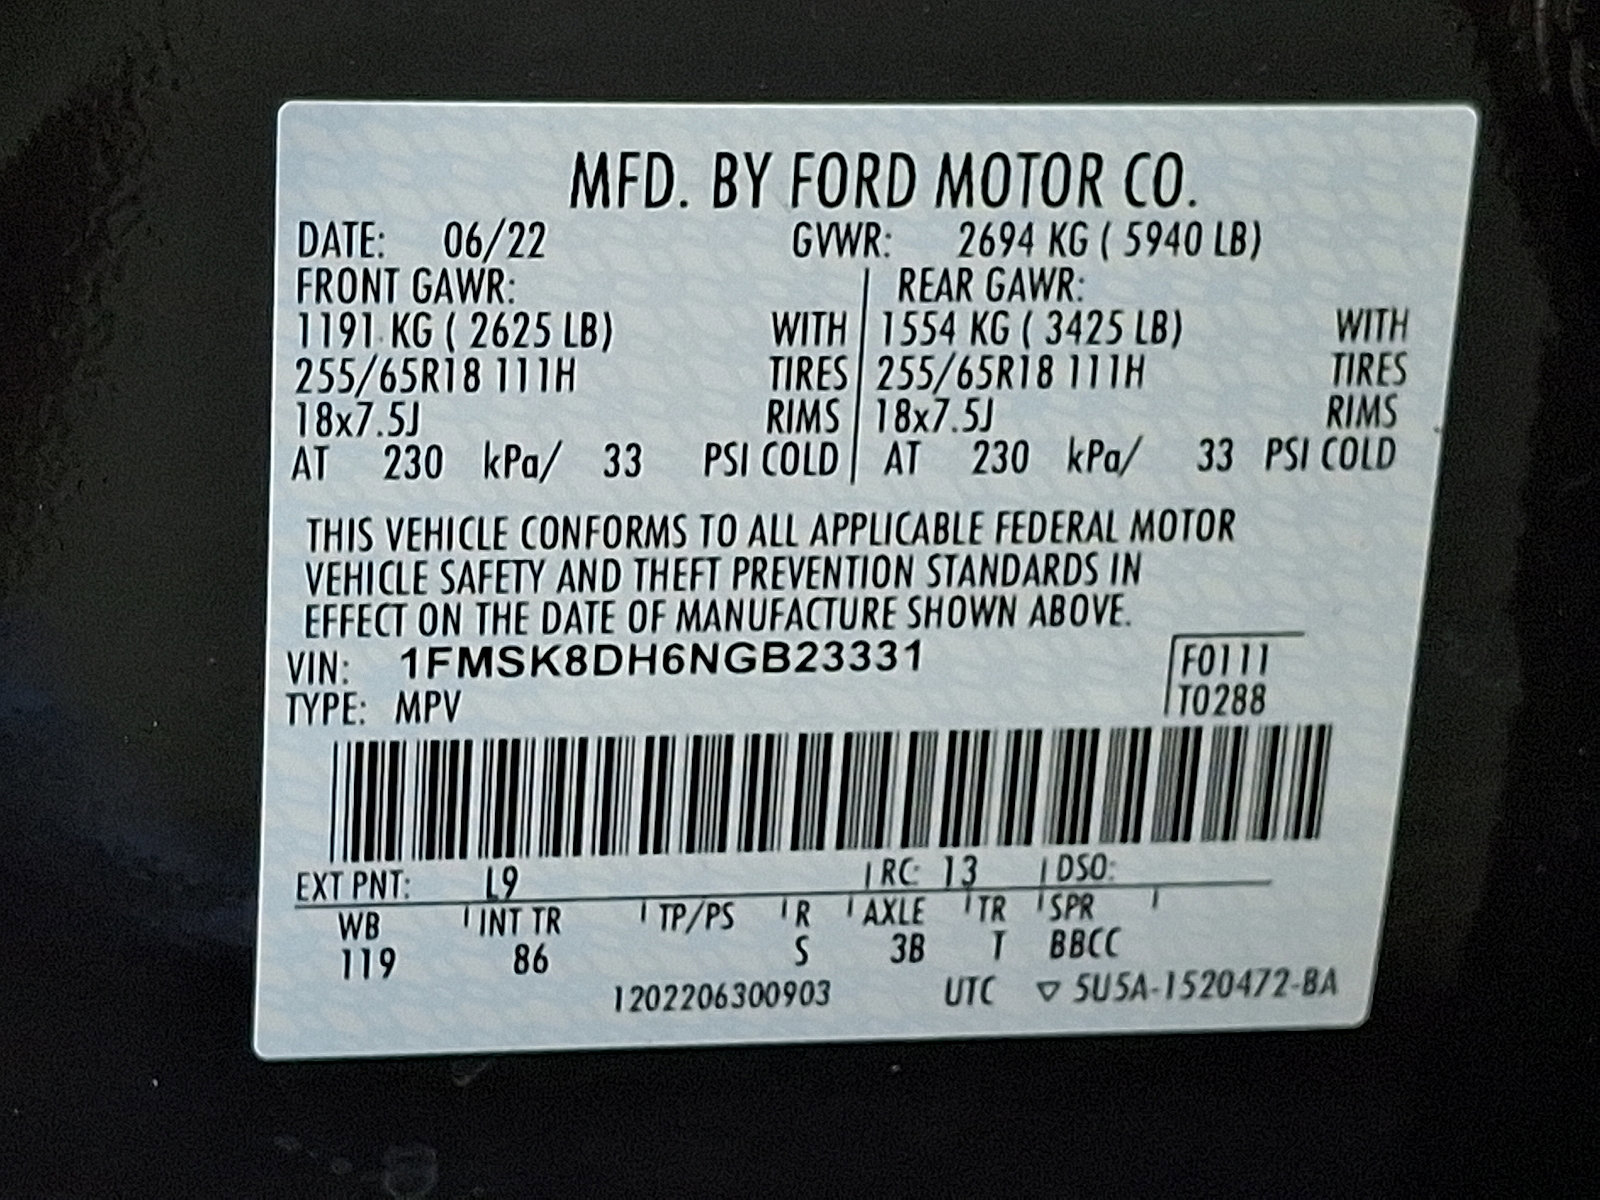 MFD. BY FORD MOTOR CO.
DATE: 06/22 GVWR: 2694 KG ( 5940 LB)
FRONT GAWR: REAR GAWR:
1191 KG ( 2625 LB) WITH 1554 KG ( 3425 LB) WITH
255/65R18 111H TIRES 255/65R18 111H TIRES
18x7.5J RIMS 18x7.5J RIMS
AT 230 kPa/ 33 PSI COLD AT 230 kPa/ 33 PSI COLD
THIS VEHICLE CONFORMS TO ALL APPLICABLE FEDERAL MOTOR
VEHICLE SAFETY AND THEFT PREVENTION STANDARDS IN
EFFECT ON THE DATE OF MANUFACTURE SHOWN ABOVE.
VIN: 1FMSK8DH6NGB23331 F0111
TYPE: MPV T0288
EXT PNT: L9 RC: 13 DSO:
WB INT TR TP/PS R AXLE TR SPR
119 86 S 3B T BBCC
1202206300903 UTC ▽ 5U5A-1520472-BA